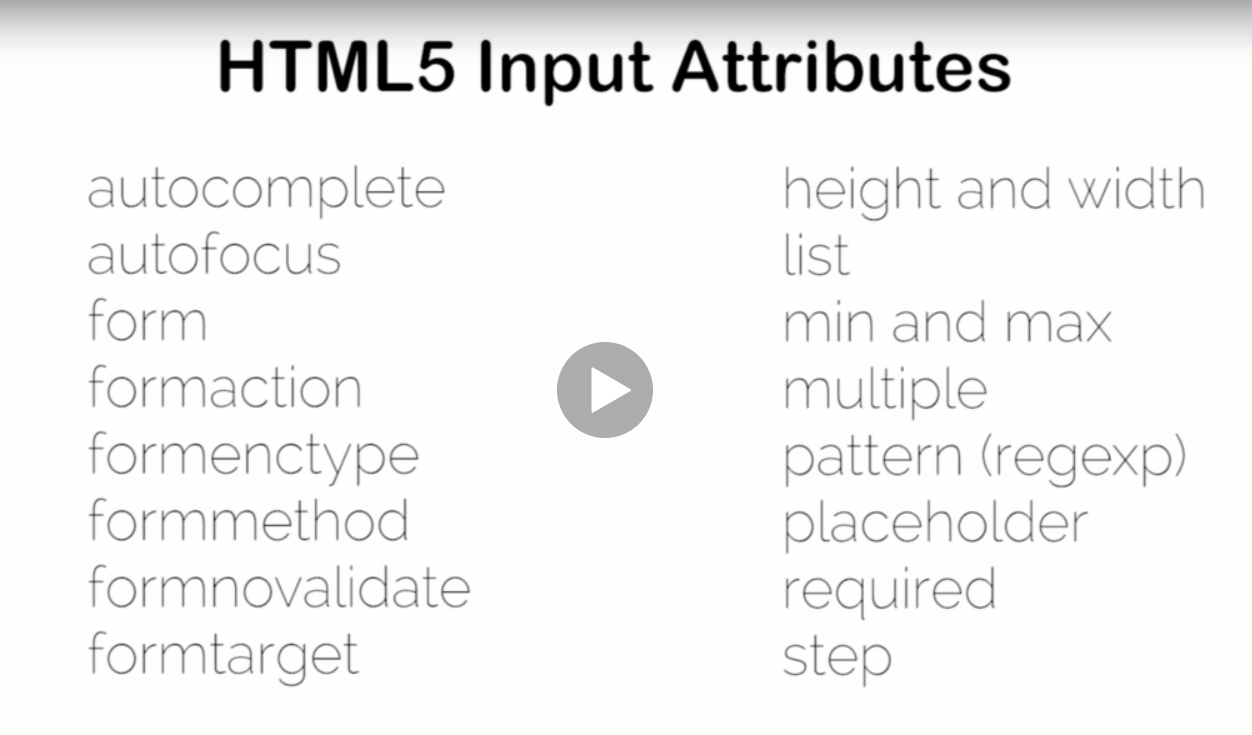 HTML5 Input Attributes
autocomplete
autofocus
form
formaction
formenctype
formmethod
formnovalidate
formtarget
height and width
list
min and max
multiple
pattern (regexp)
placeholder
required
step